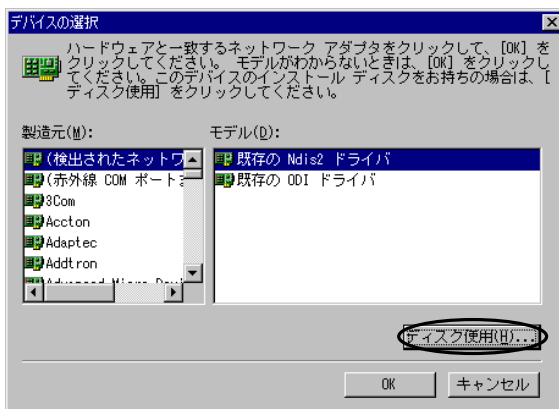 デバイスの選択
ハードウェアと一致するネットワーク アダプタをクリックして、[OK] を
クリックしてください。 モデルがわからないときは、[OK] をクリックし
てください。このデバイスのインストール ディスクをお持ちの場合は、[
ディスク使用] をクリックしてください。
製造元(M):
モデル(D):
(検出されたネットワ
(赤外線 COM ポート
3Com
Accton
Adaptec
Addtron
既存の Ndis2 ドライバ
既存の ODI ドライバ
ディスク使用(H)...
OK
キャンセル